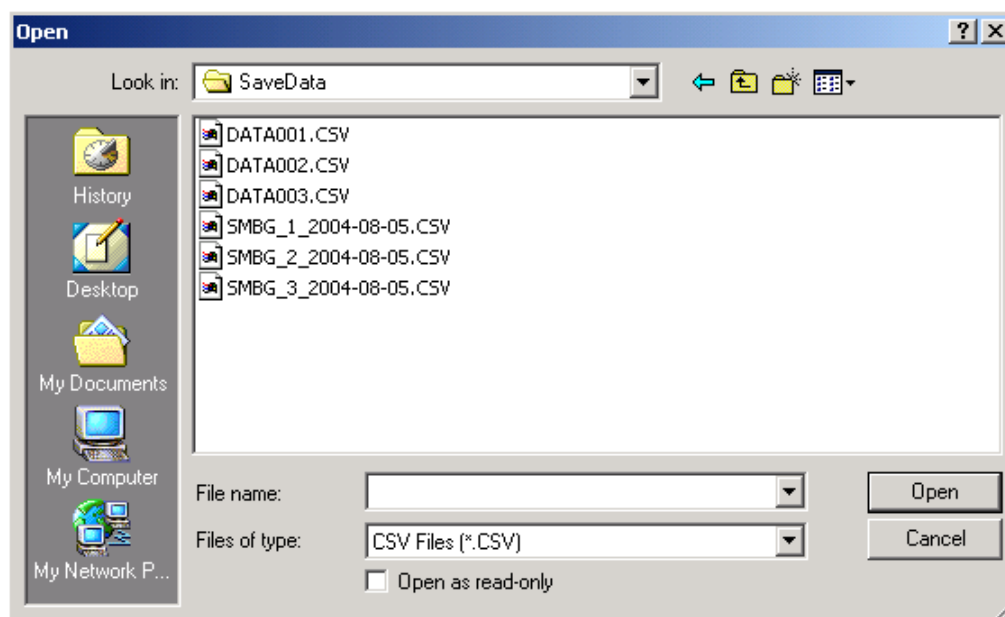 Open
Look in: SaveData
History
Desktop
My Documents
My Computer
My Network P...
DATA001.CSV
DATA002.CSV
DATA003.CSV
SMBG_1_2004-08-05.CSV
SMBG_2_2004-08-05.CSV
SMBG_3_2004-08-05.CSV
File name:
Open
Files of type: CSV Files (*.CSV)
Cancel
Open as read-only